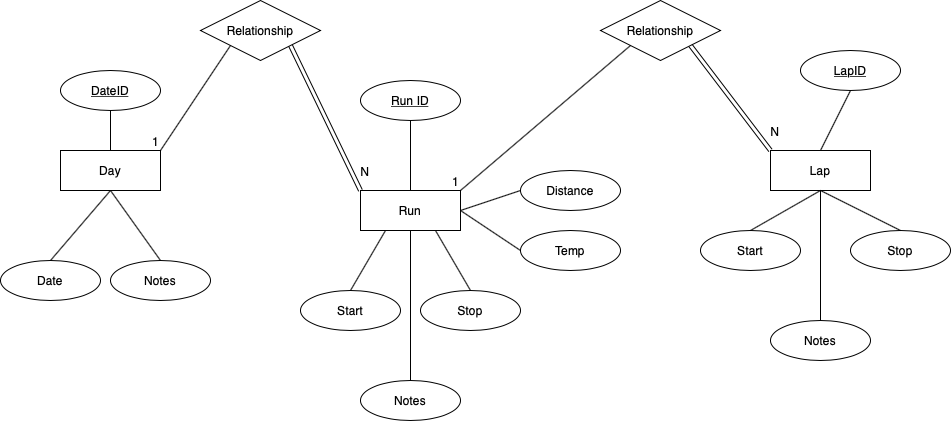 Relationship
Relationship
DateID
Run ID
LapID
1
N
1
N
Day
Run
Lap
Distance
Temp
Date
Notes
Start
Stop
Notes
Start
Stop
Notes